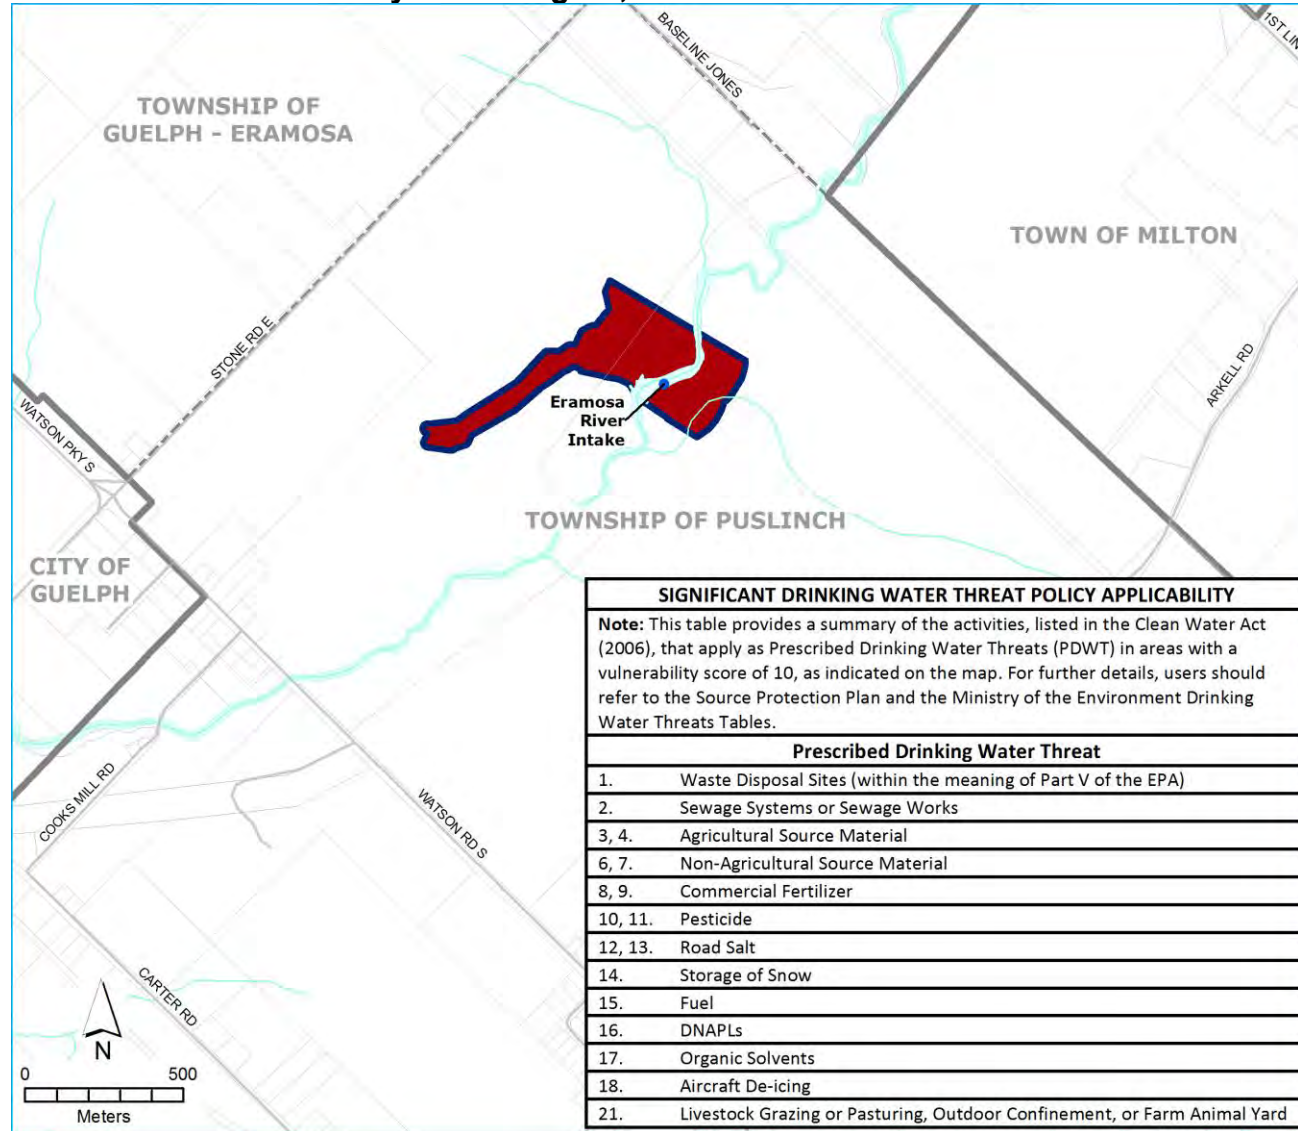 BASELINE JONES
1ST LIN
TOWNSHIP OF
GUELPH - ERAMOSA
TOWN OF MILTON
STONE RD E
ARKELL RD
WATSON PKY S
Eramosa
River
Intake
TOWNSHIP OF PUSLINCH
CITY OF
GUELPH
COOKS MILL RD
WATSON RD S
CARTER RD
N
0 500
Meters
SIGNIFICANT DRINKING WATER THREAT POLICY APPLICABILITY
Note: This table provides a summary of the activities, listed in the Clean Water Act
(2006), that apply as Prescribed Drinking Water Threats (PDWT) in areas with a
vulnerability score of 10, as indicated on the map. For further details, users should
refer to the Source Protection Plan and the Ministry of the Environment Drinking
Water Threats Tables.
Prescribed Drinking Water Threat
1. Waste Disposal Sites (within the meaning of Part V of the EPA)
2. Sewage Systems or Sewage Works
3, 4. Agricultural Source Material
6, 7. Non-Agricultural Source Material
8, 9. Commercial Fertilizer
10, 11. Pesticide
12, 13. Road Salt
14. Storage of Snow
15. Fuel
16. DNAPLs
17. Organic Solvents
18. Aircraft De-icing
21. Livestock Grazing or Pasturing, Outdoor Confinement, or Farm Animal Yard